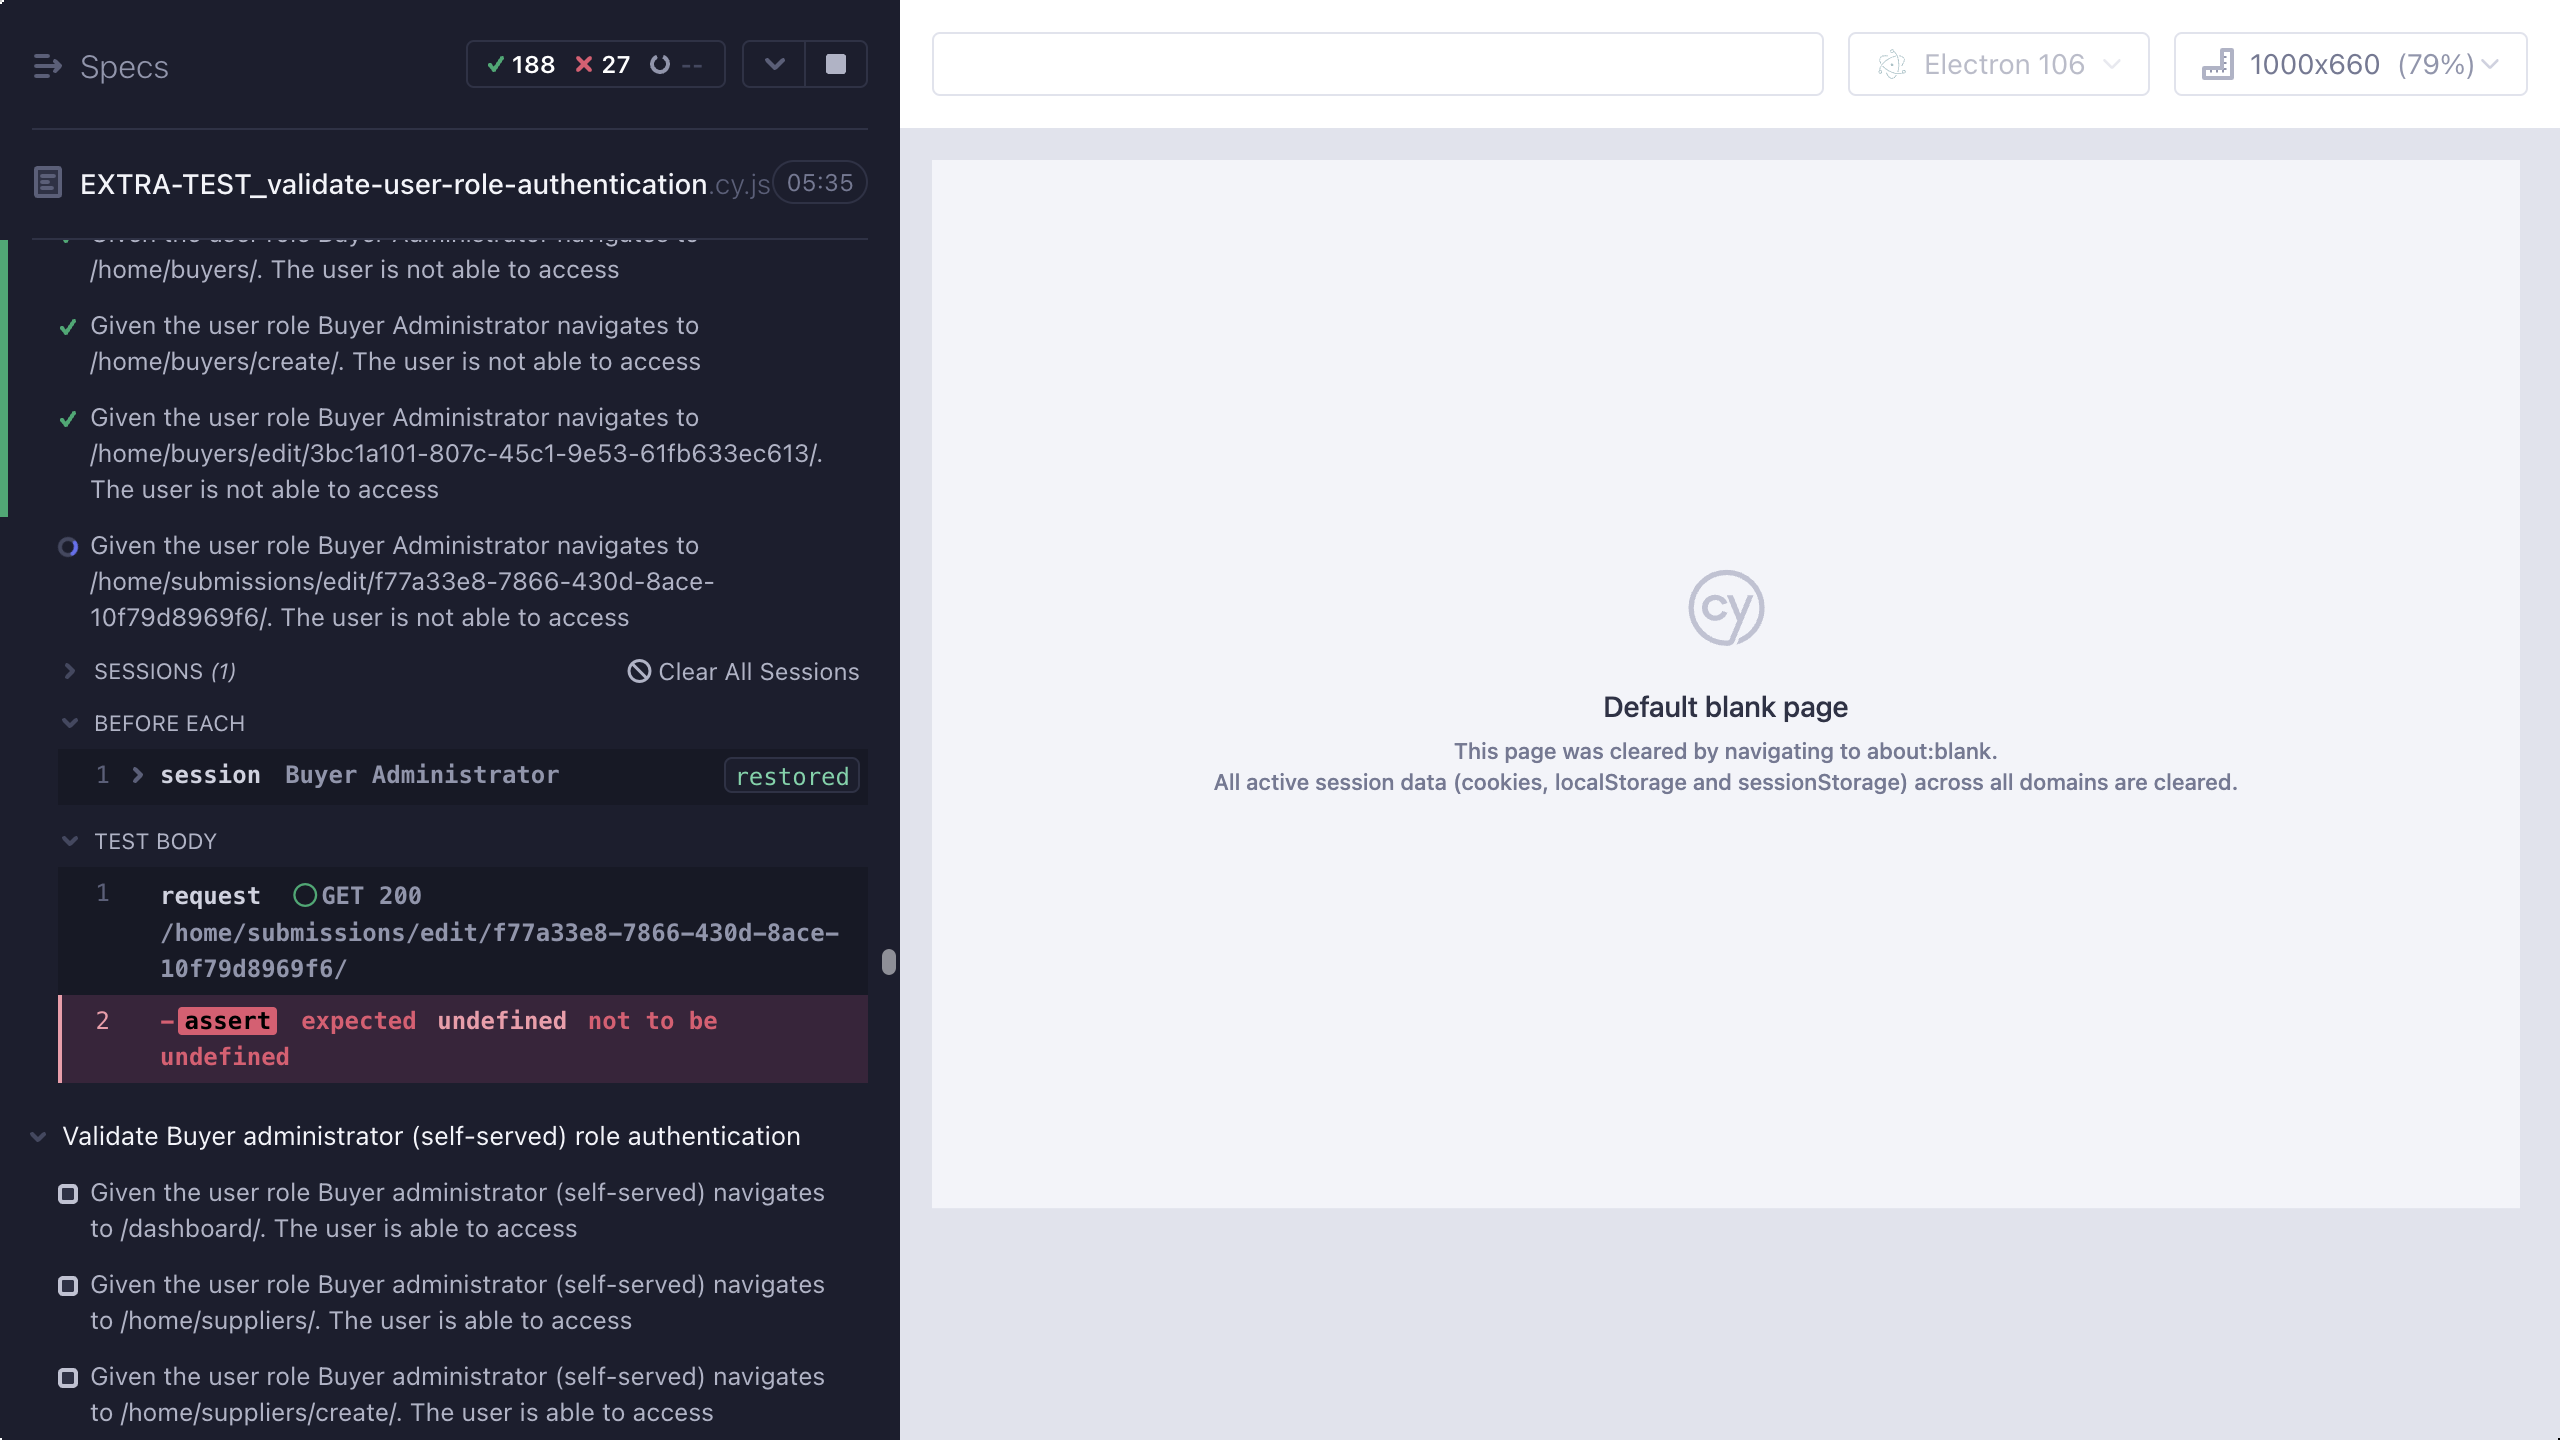 Specs
188
27
--
EXTRA-TEST_validate-user-role-authentication.cy.js
05:35
Given the user role Buyer Administrator navigates to
/home/buyers/. The user is not able to access
Given the user role Buyer Administrator navigates to
/home/buyers/create/. The user is not able to access
Given the user role Buyer Administrator navigates to
/home/buyers/edit/3bc1a101-807c-45c1-9e53-61fb633ec613/.
The user is not able to access
Given the user role Buyer Administrator navigates to
/home/submissions/edit/f77a33e8-7866-430d-8ace-
10f79d8969f6/. The user is not able to access
SESSIONS (1)
Clear All Sessions
BEFORE EACH
1 session Buyer Administrator restored
TEST BODY
1 request GET 200
/home/submissions/edit/f77a33e8-7866-430d-8ace-
10f79d8969f6/
2 -assert expected undefined not to be
undefined
Validate Buyer administrator (self-served) role authentication
Given the user role Buyer administrator (self-served) navigates
to /dashboard/. The user is able to access
Given the user role Buyer administrator (self-served) navigates
to /home/suppliers/. The user is able to access
Given the user role Buyer administrator (self-served) navigates
to /home/suppliers/create/. The user is able to access
Electron 106
1000x660 (79%)
cy
Default blank page
This page was cleared by navigating to about:blank.
All active session data (cookies, localStorage and sessionStorage) across all domains are cleared.